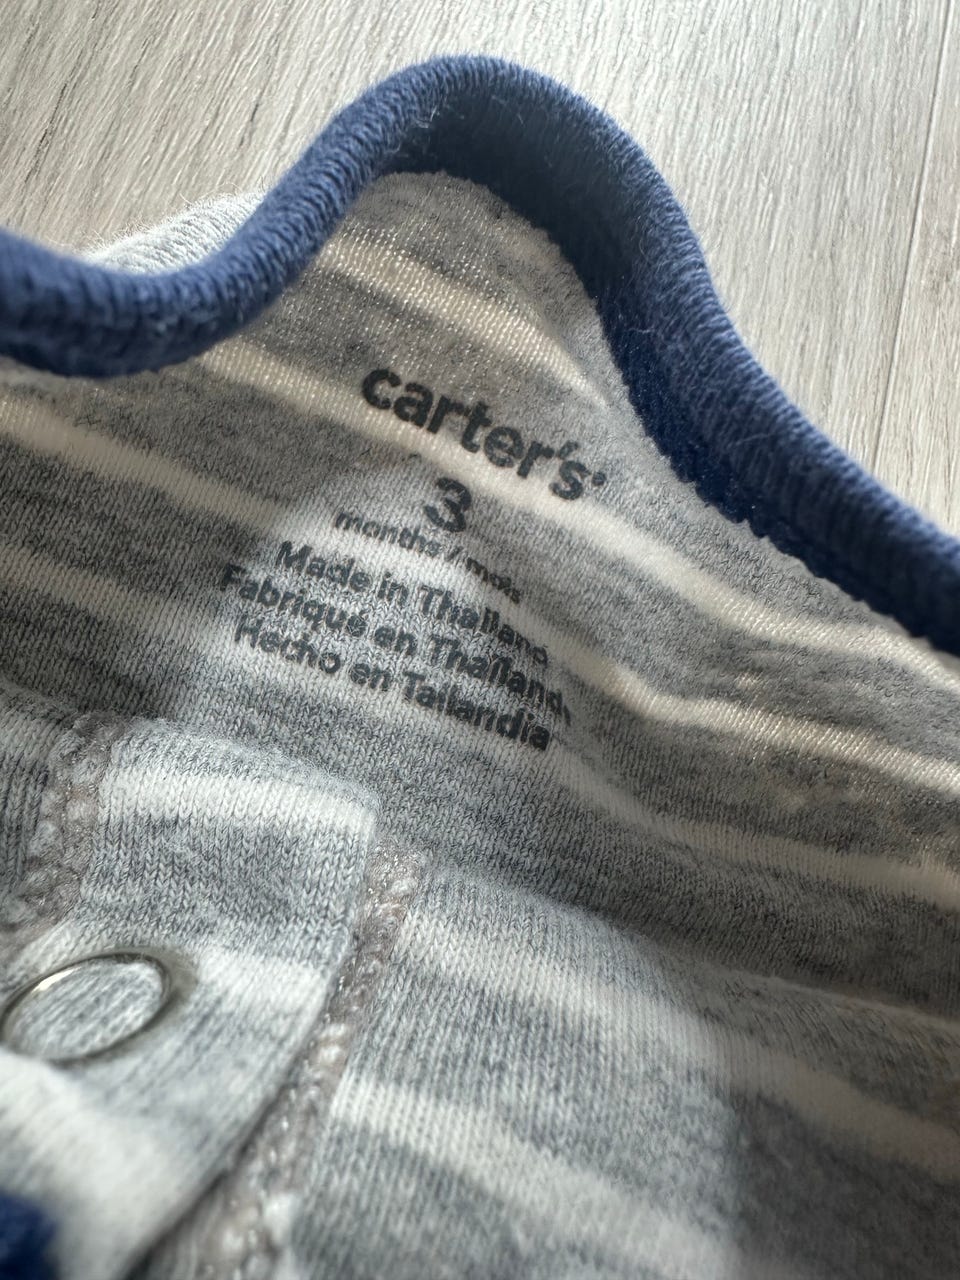 carter's
3
months / mois
Made in Thailand
Fabriqué en Thaïlande
Hecho en Tailandia